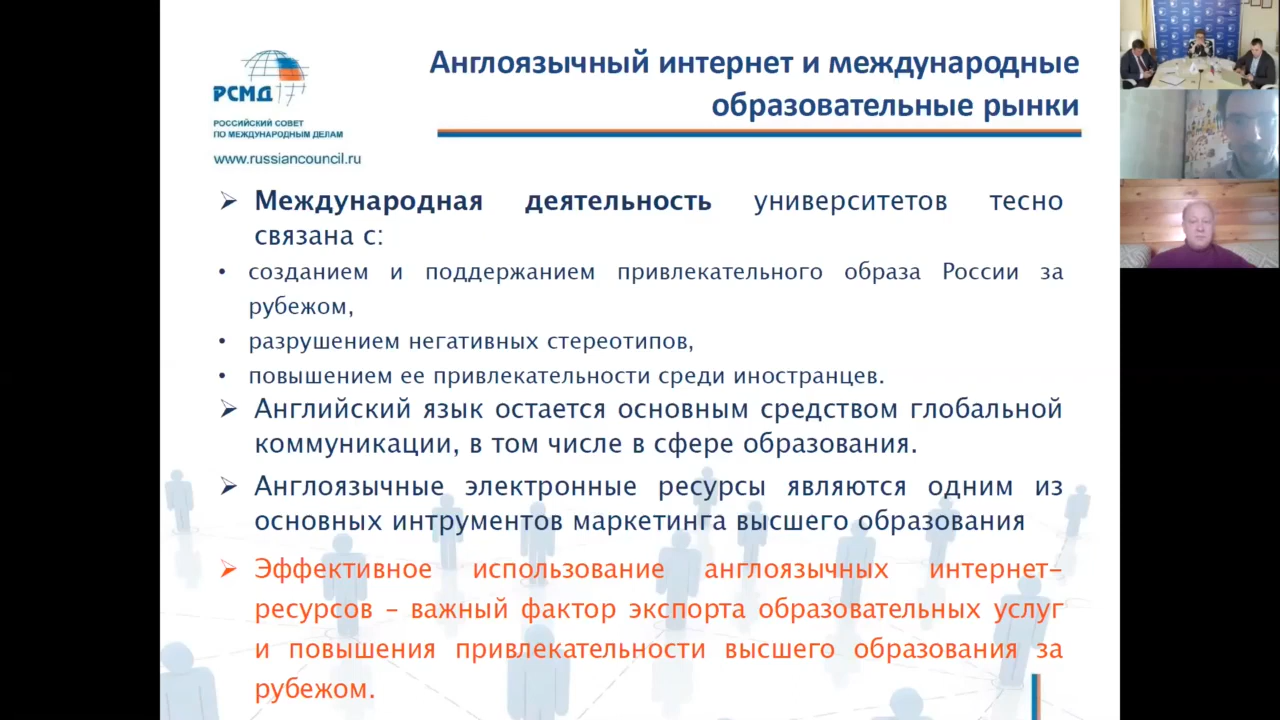 Англоязычный интернет и международные
образовательные рынки
РСМД
РОССИЙСКИЙ СОВЕТ
ПО МЕЖДУНАРОДНЫМ ДЕЛАМ
www.russiancouncil.ru
Международная деятельность университетов тесно
связана с:
• созданием и поддержанием привлекательного образа России за
рубежом,
• разрушением негативных стереотипов,
• повышением ее привлекательности среди иностранцев.
Английский язык остается основным средством глобальной
коммуникации, в том числе в сфере образования.
Англоязычные электронные ресурсы являются одним из
основных интрументов маркетинга высшего образования
Эффективное использование англоязычных интернет-
ресурсов – важный фактор экспорта образовательных услуг
и повышения привлекательности высшего образования за
рубежом.